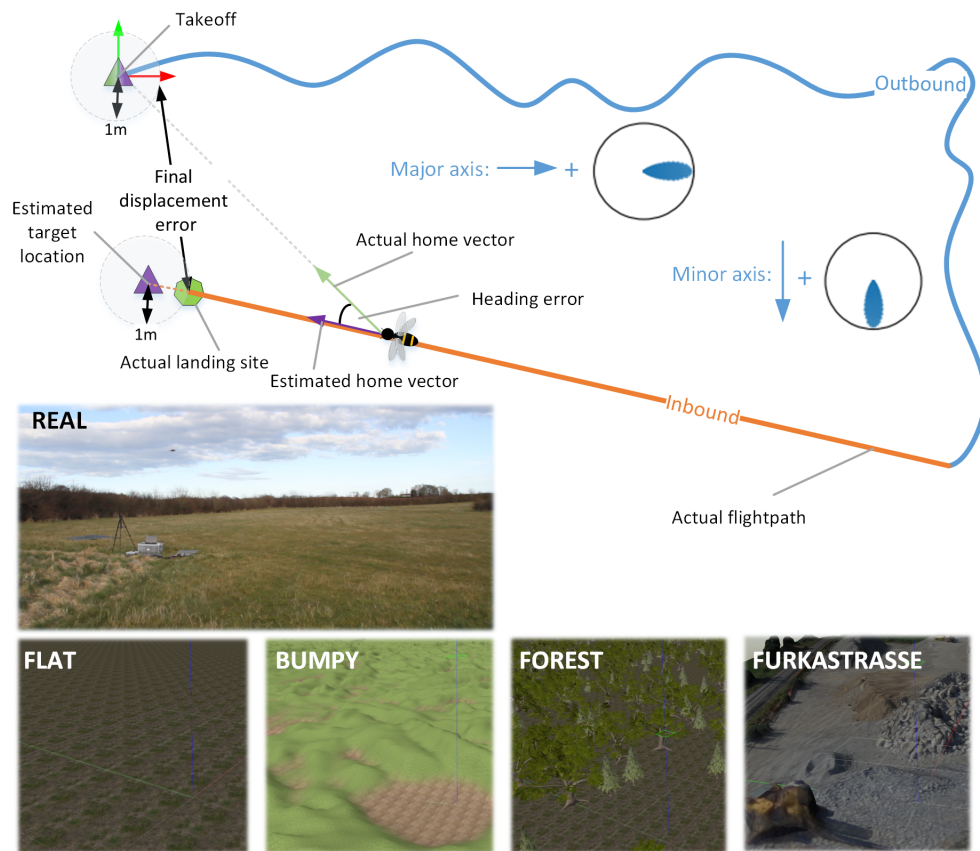 Takeoff
1m
Outbound
Major axis:
+
Final
displacement
error
Estimated
target
location
Actual home vector
Minor axis:
+
Heading error
1m
Actual landing site
Estimated home vector
Inbound
REAL
Actual flightpath
FLAT
BUMPY
FOREST
FURKASTRASSE